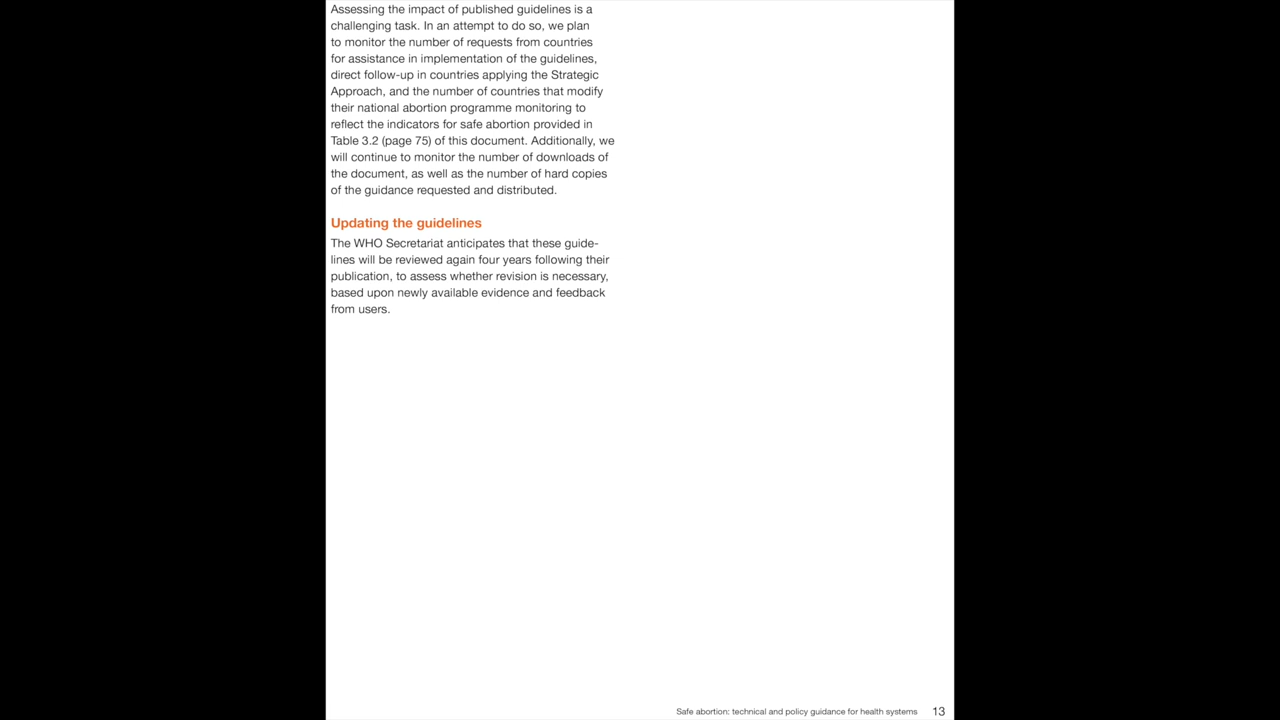 Assessing the impact of published guidelines is a
challenging task. In an attempt to do so, we plan
to monitor the number of requests from countries
for assistance in implementation of the guidelines,
direct follow-up in countries applying the Strategic
Approach, and the number of countries that modify
their national abortion programme monitoring to
reflect the indicators for safe abortion provided in
Table 3.2 (page 75) of this document. Additionally, we
will continue to monitor the number of downloads of
the document, as well as the number of hard copies
of the guidance requested and distributed.
Updating the guidelines
The WHO Secretariat anticipates that these guide-
lines will be reviewed again four years following their
publication, to assess whether revision is necessary,
based upon newly available evidence and feedback
from users.
Safe abortion: technical and policy guidance for health systems 13